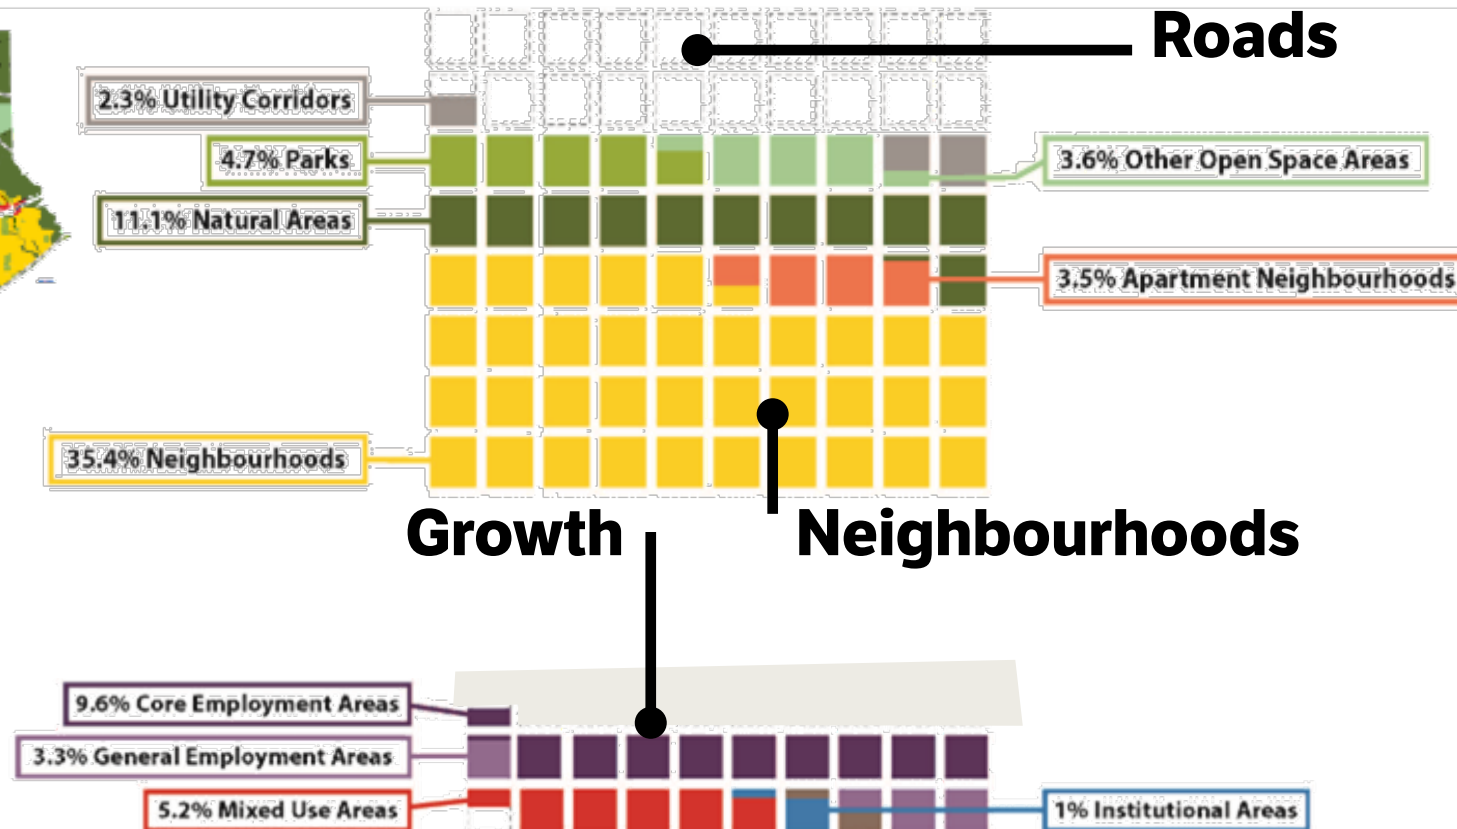 Roads
2.3% Utility Corridors
4.7% Parks
3.6% Other Open Space Areas
11.1% Natural Areas
3.5% Apartment Neighbourhoods
35.4% Neighbourhoods
Growth
Neighbourhoods
9.6% Core Employment Areas
3.3% General Employment Areas
5.2% Mixed Use Areas
1% Institutional Areas